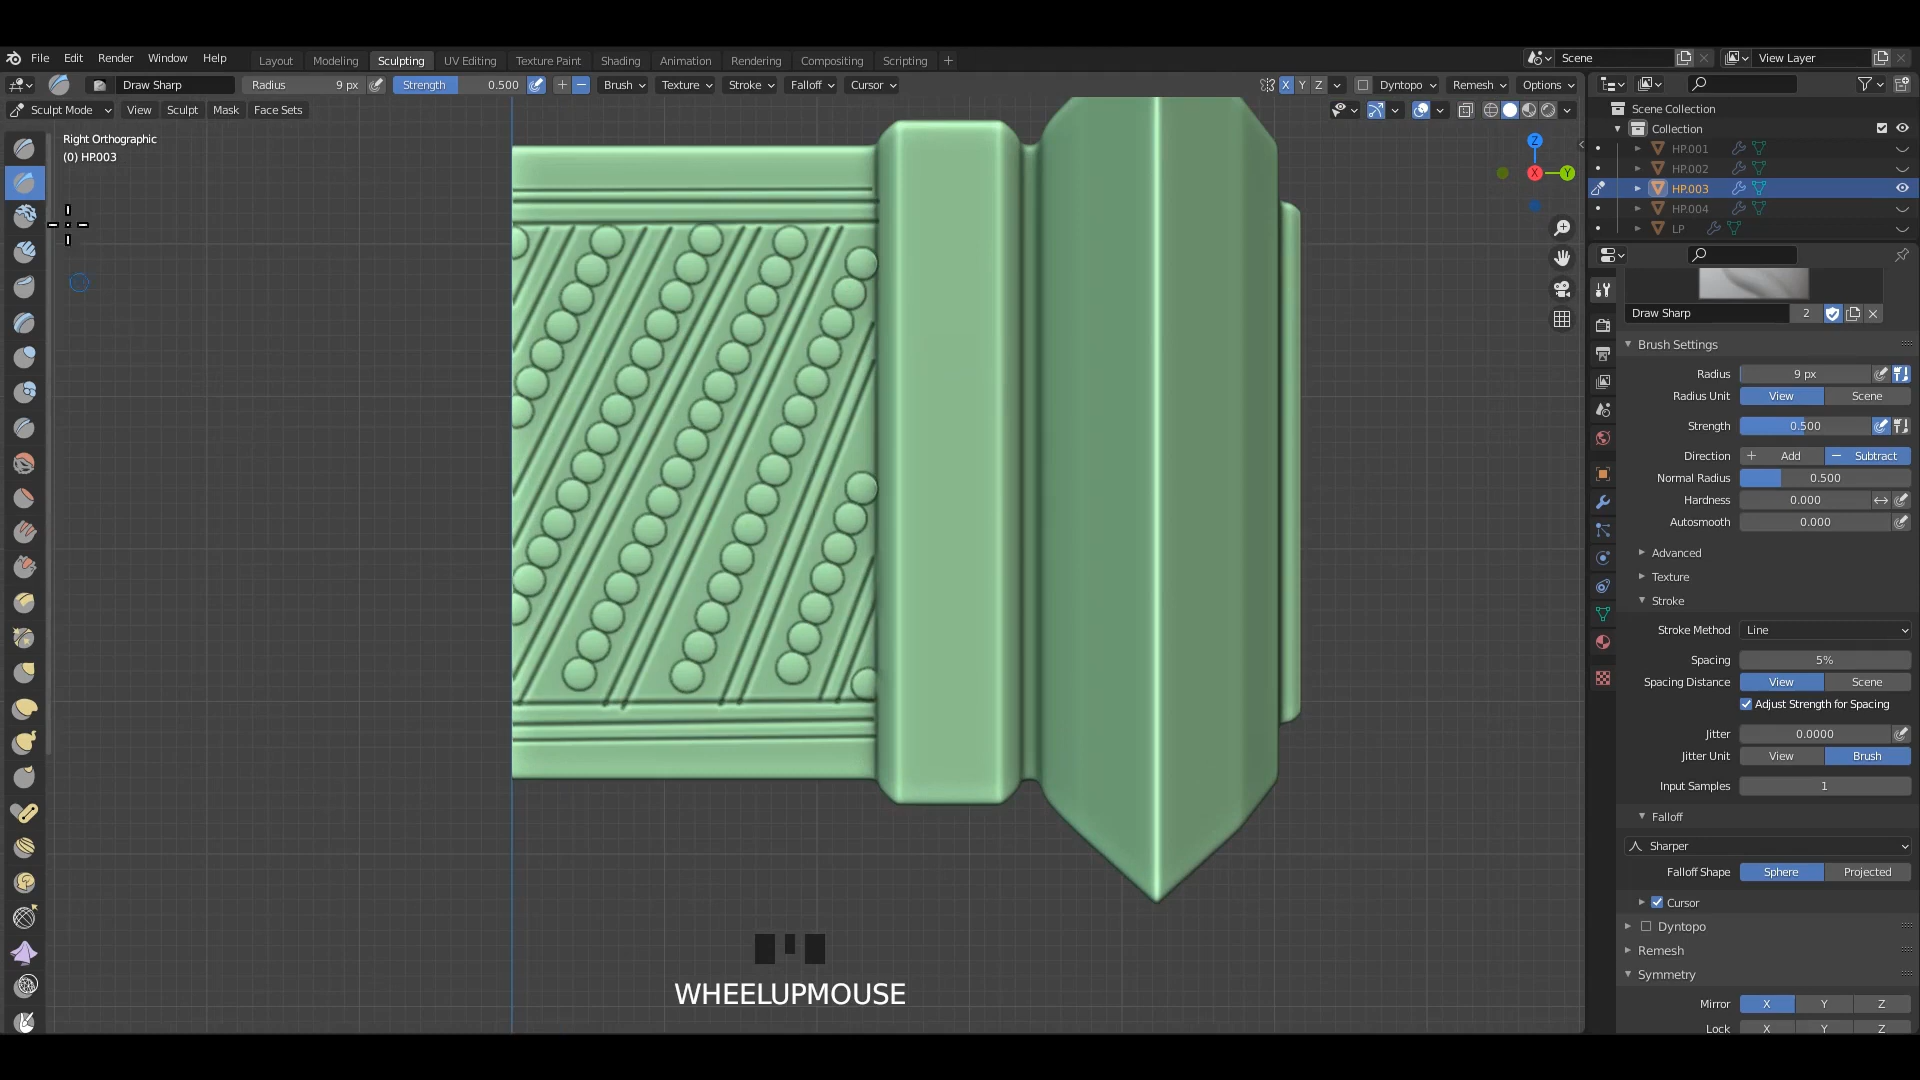 File Edit Render Window Help Layout Modeling Sculpting UV Editing Texture Paint Shading Animation Rendering Compositing Scripting + Scene View Layer
Draw Sharp Radius 9 px Strength 0.500 Brush Texture Stroke Falloff Cursor X Y Z Dyntopo Remesh Options
Sculpt Mode View Sculpt Mask Face Sets
Right Orthographic
(0) HP.003
Z
X
Y
Scene Collection
Collection
HP.001
HP.002
HP.003
HP.004
LP
Draw Sharp 2
Brush Settings
Radius 9 px
Radius Unit View Scene
Strength 0.500
Direction + Add − Subtract
Normal Radius 0.500
Hardness 0.000
Autosmooth 0.000
Advanced
Texture
Stroke
Stroke Method Line
Spacing 5%
Spacing Distance View Scene
Adjust Strength for Spacing
Jitter 0.0000
Jitter Unit View Brush
Input Samples 1
Falloff
Sharper
Falloff Shape Sphere Projected
Cursor
Dyntopo
Remesh
Symmetry
Mirror X Y Z
Lock X Y Z
WHEELUPMOUSE